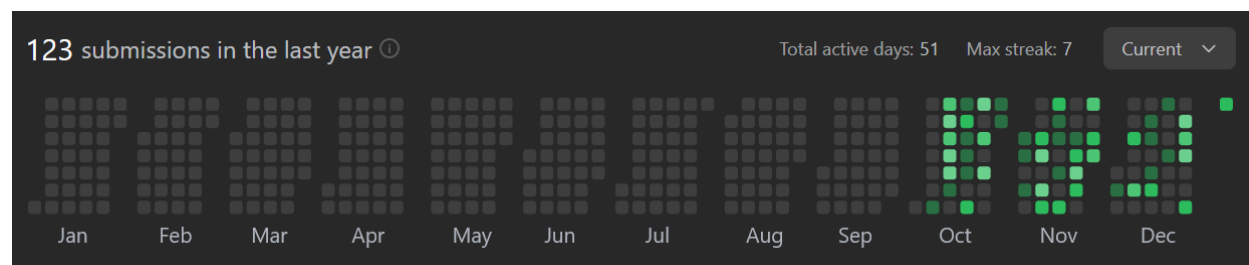 123 submissions in the last year
Total active days: 51 Max streak: 7 Current
Jan Feb Mar Apr May Jun Jul Aug Sep Oct Nov Dec